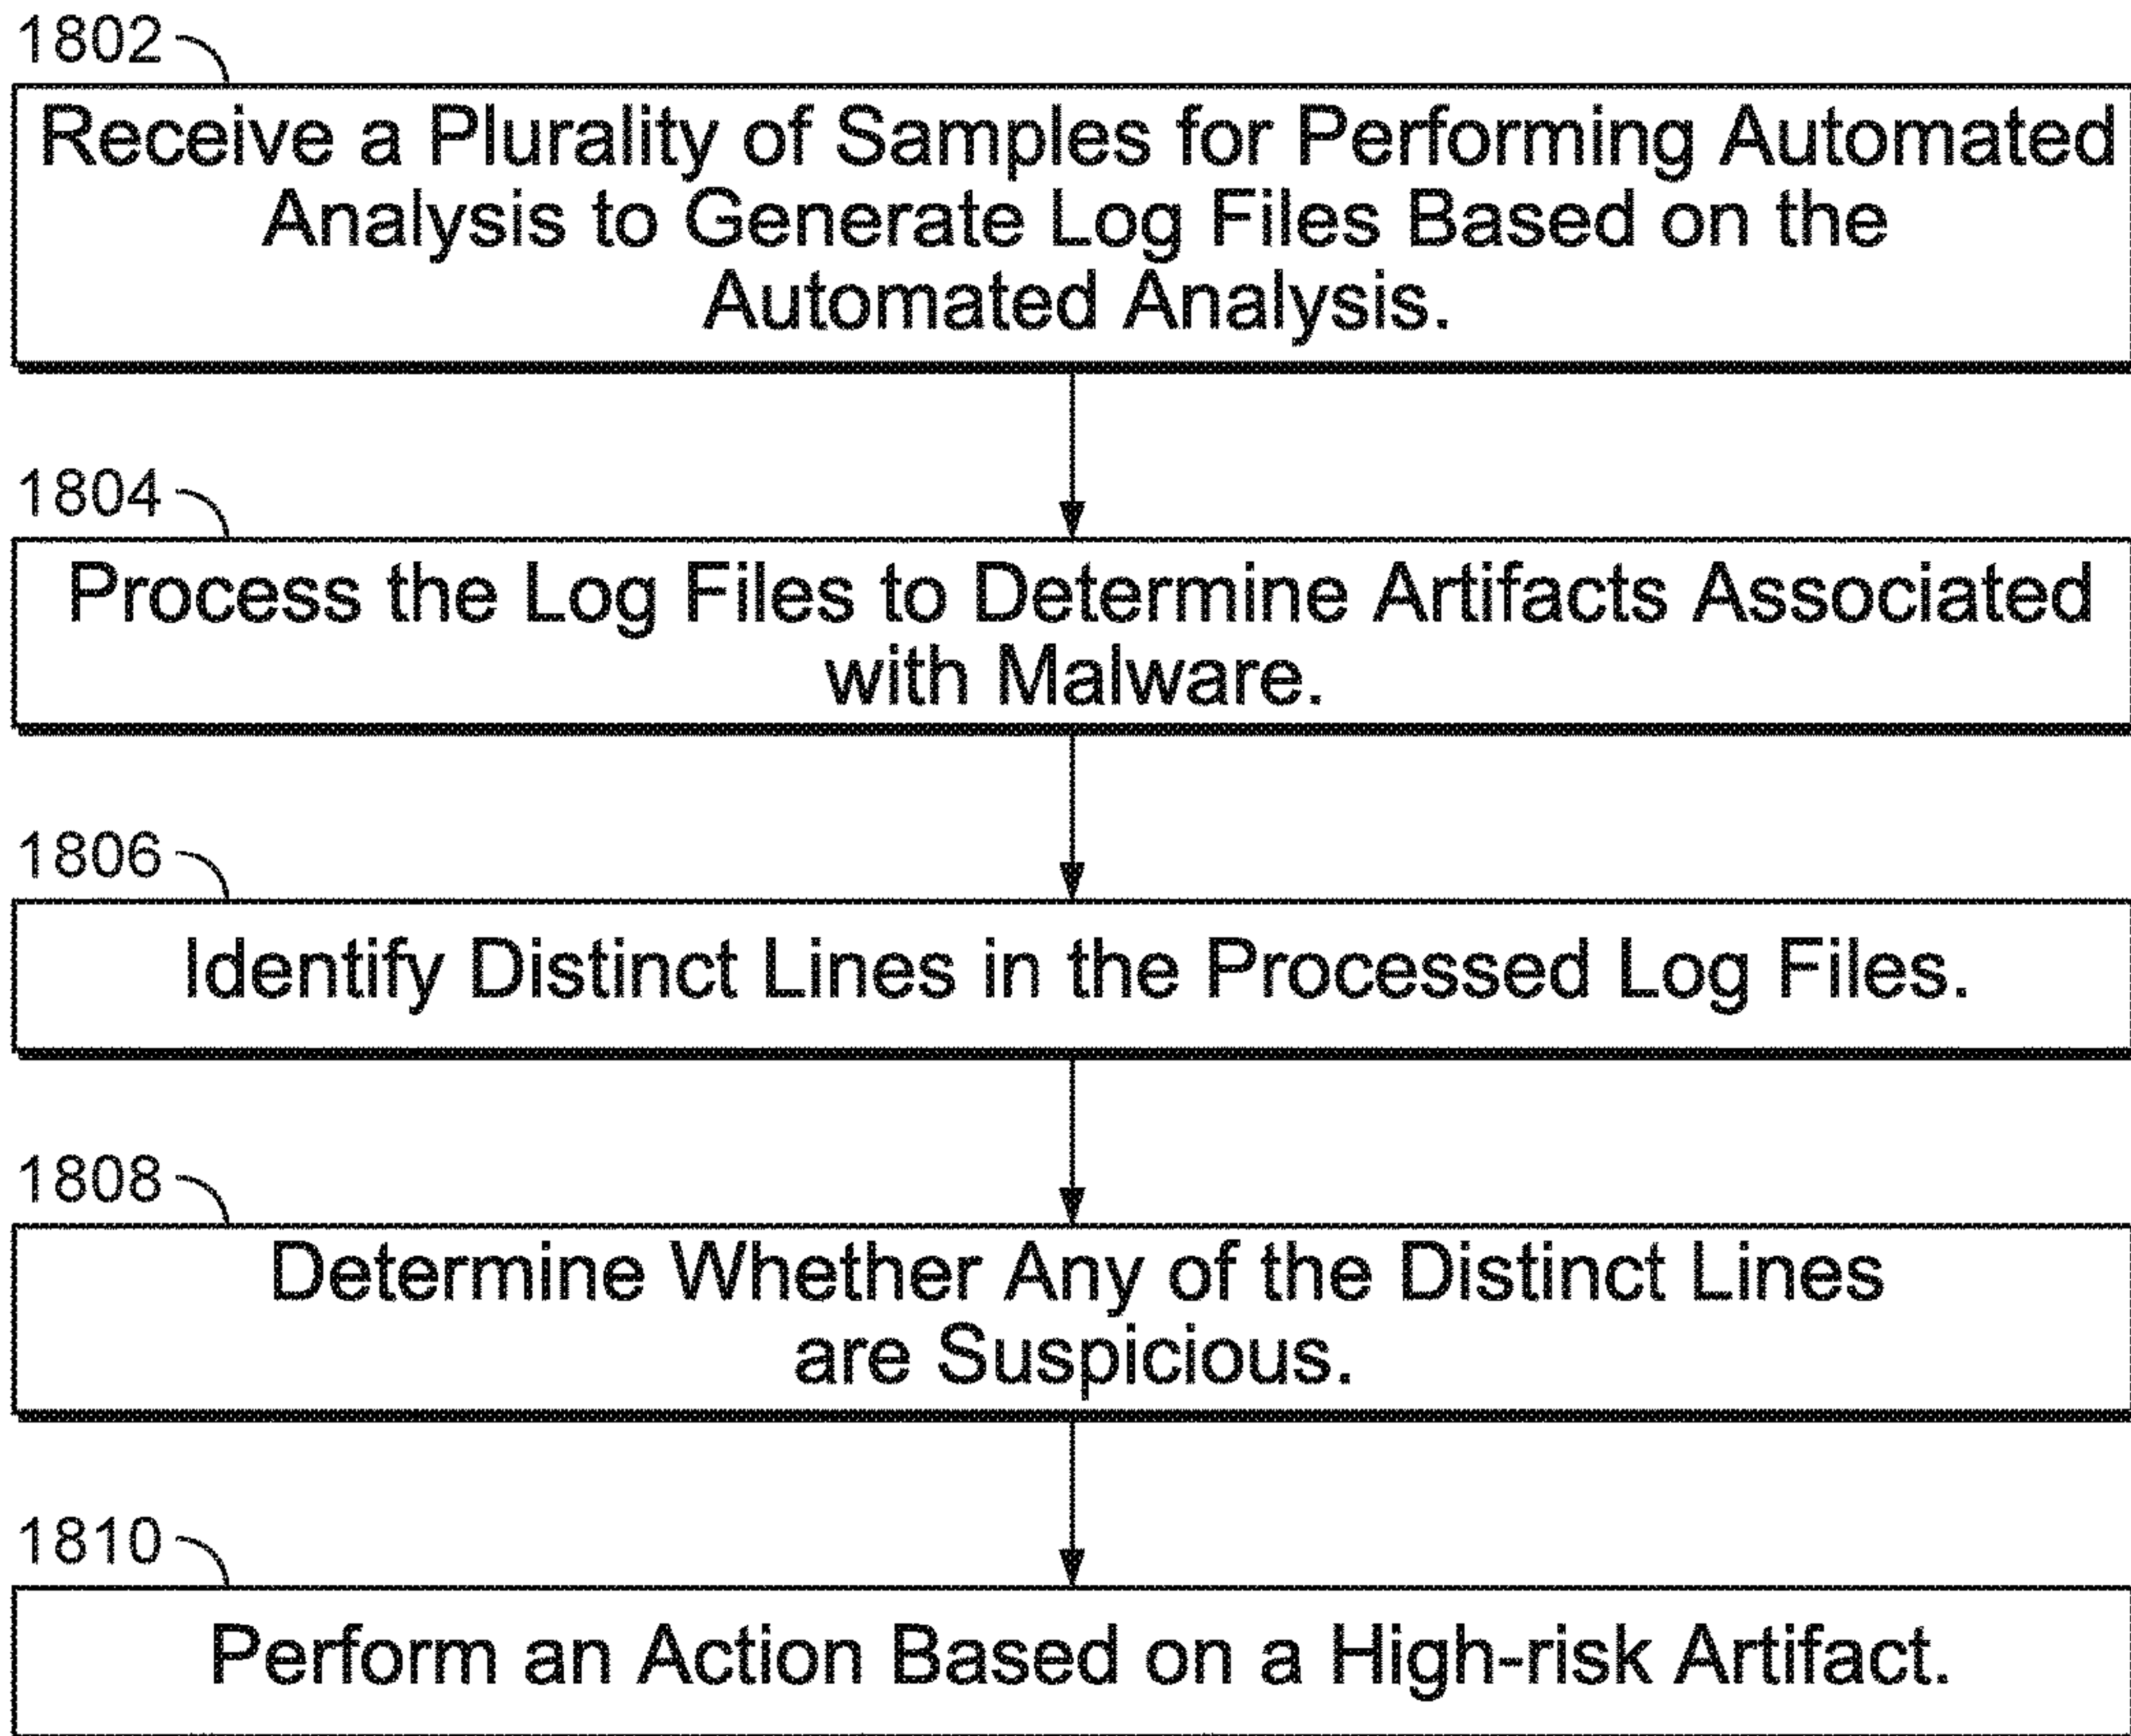 1802
Receive a Plurality of Samples for Performing Automated
Analysis to Generate Log Files Based on the
Automated Analysis.
1804
Process the Log Files to Determine Artifacts Associated
with Malware.
1806
Identify Distinct Lines in the Processed Log Files.
1808
Determine Whether Any of the Distinct Lines
are Suspicious.
1810
Perform an Action Based on a High-risk Artifact.